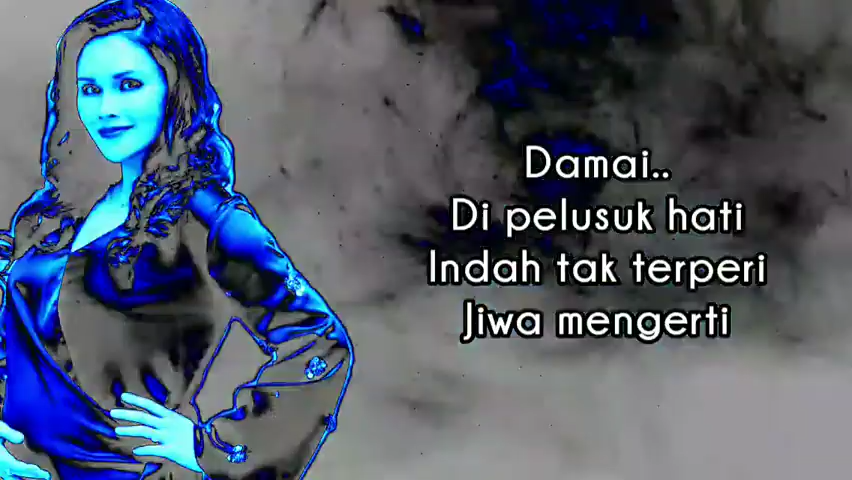 Damai..
Di pelusuk hati
Indah tak terperi
Jiwa mengerti